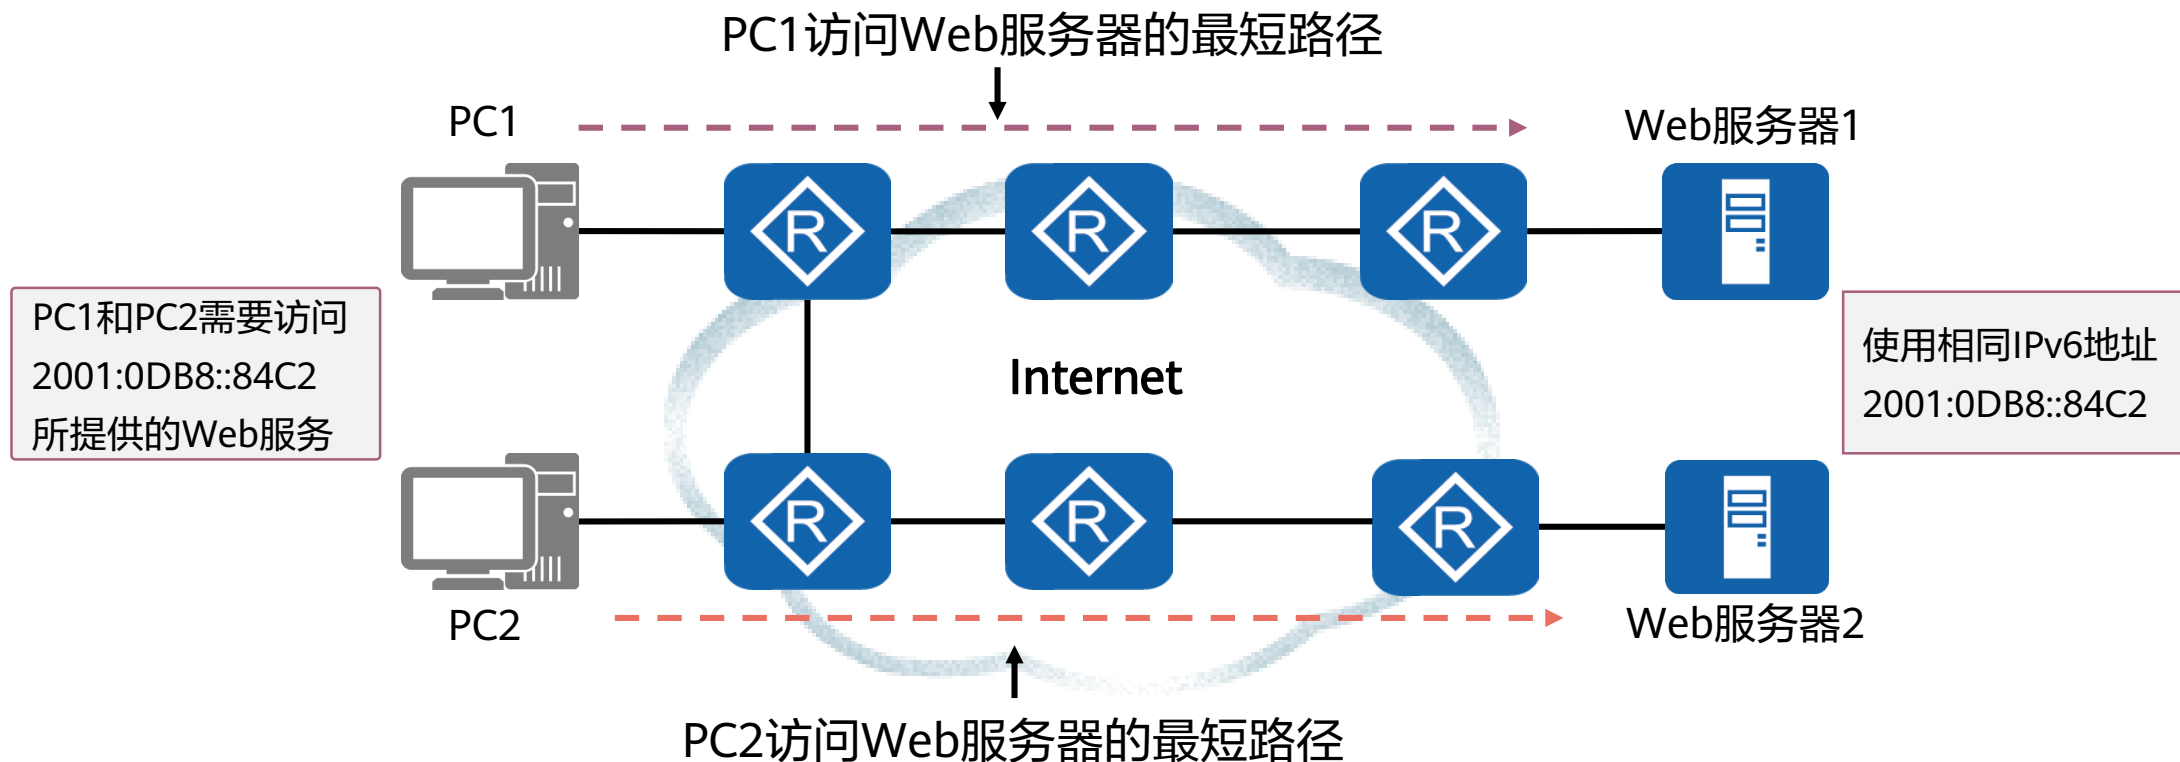 PC1访问Web服务器的最短路径
PC1
Web服务器1
R
R
R
PC1和PC2需要访问
2001:0DB8::84C2
所提供的Web服务
Internet
使用相同IPv6地址
2001:0DB8::84C2
R
R
R
PC2
Web服务器2
PC2访问Web服务器的最短路径